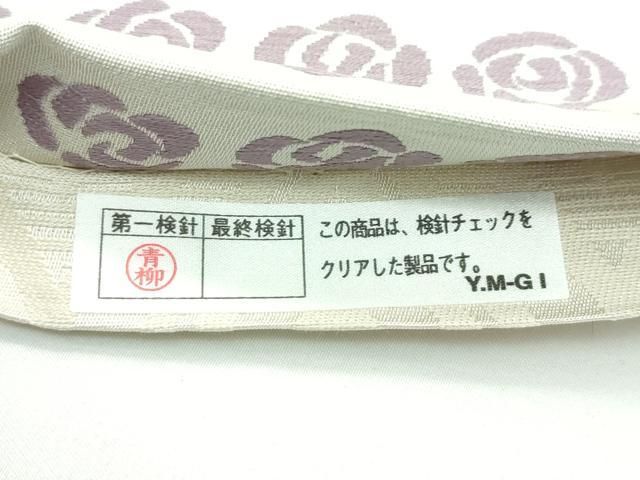 第一検針 最終検針
青柳
この商品は、検針チェックを
クリアした製品です。
Y.M-G I